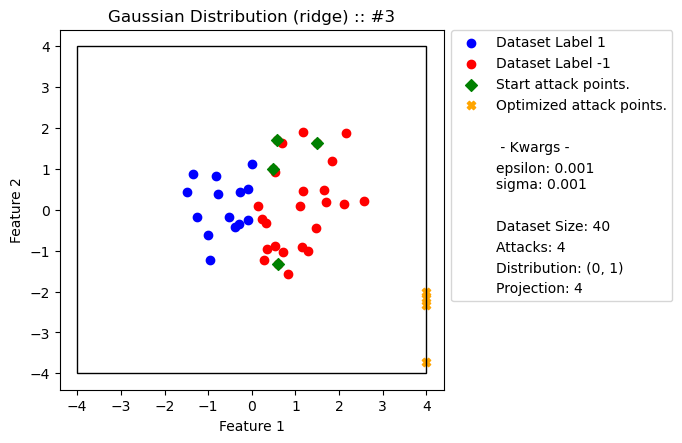 Gaussian Distribution (ridge) :: #3
Feature 2
4
3
2
1
0
−1
−2
−3
−4
−4
−3
−2
−1
0
1
2
3
4
Feature 1
Dataset Label 1
Dataset Label -1
Start attack points.
Optimized attack points.
- Kwargs -
epsilon: 0.001
sigma: 0.001
Dataset Size: 40
Attacks: 4
Distribution: (0, 1)
Projection: 4